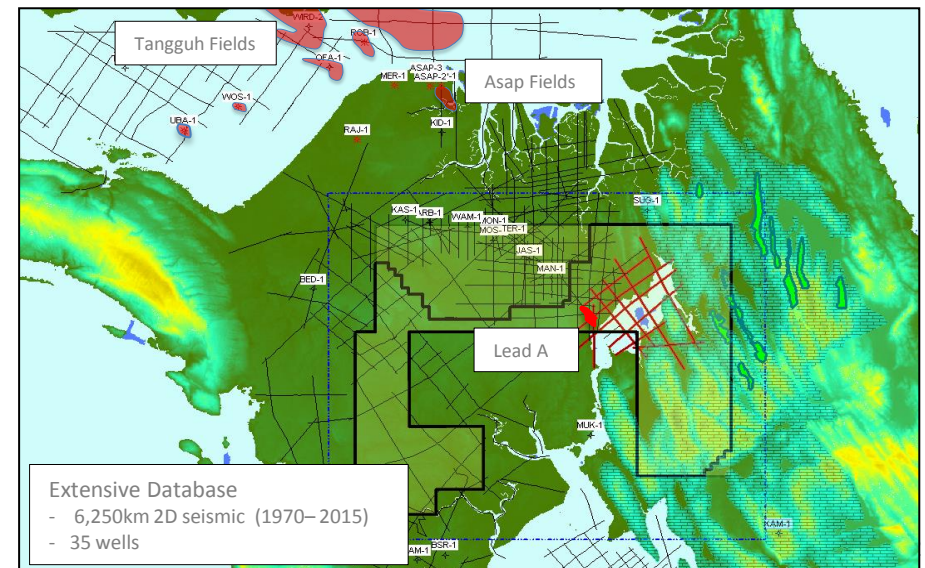 WIRD-2
Tangguh Fields
ROB-1
OFA-1
ASAP-3
MER-1
ASAP-2'-1
Asap Fields
WOS-1
UBA-1
KID-1
RAJ-1
SUG-1
KAS-1
ARB-1
WAM-1
MON-1
MOS-
TER-1
JAS-1
MAN-1
BED-1
Lead A
MUK-1
Extensive Database
- 6,250km 2D seismic (1970– 2015)
- 35 wells
KAM-1
AM-1
BSR-1